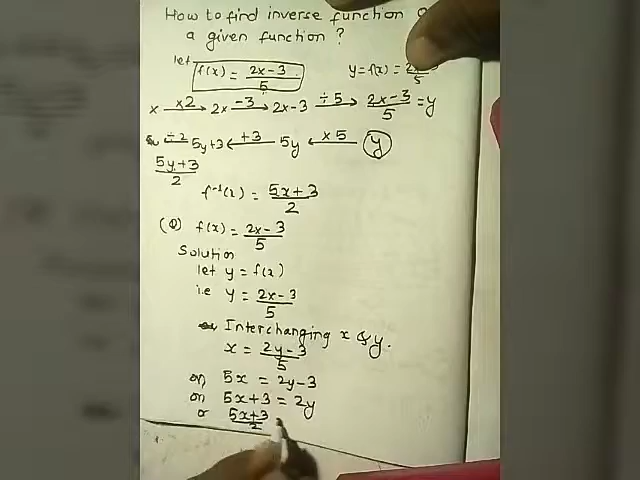 How to find inverse function
a given function ?
let f(x) = 2x-3/5 y=f(x) = 2x-3/5
x ×2→ 2x -3→ 2x-3 ÷5→ 2x-3/5 = y
÷2← 5y+3 ←+3 5y ←×5 y
5y+3/2
f⁻¹(x) = 5x+3/2
(Q) f(x) = 2x-3/5
Solution
let y = f(x)
i.e y = 2x-3/5
Interchanging x & y.
x = 2y-3/5
or 5x = 2y-3
or 5x+3 = 2y
or 5x+3/2